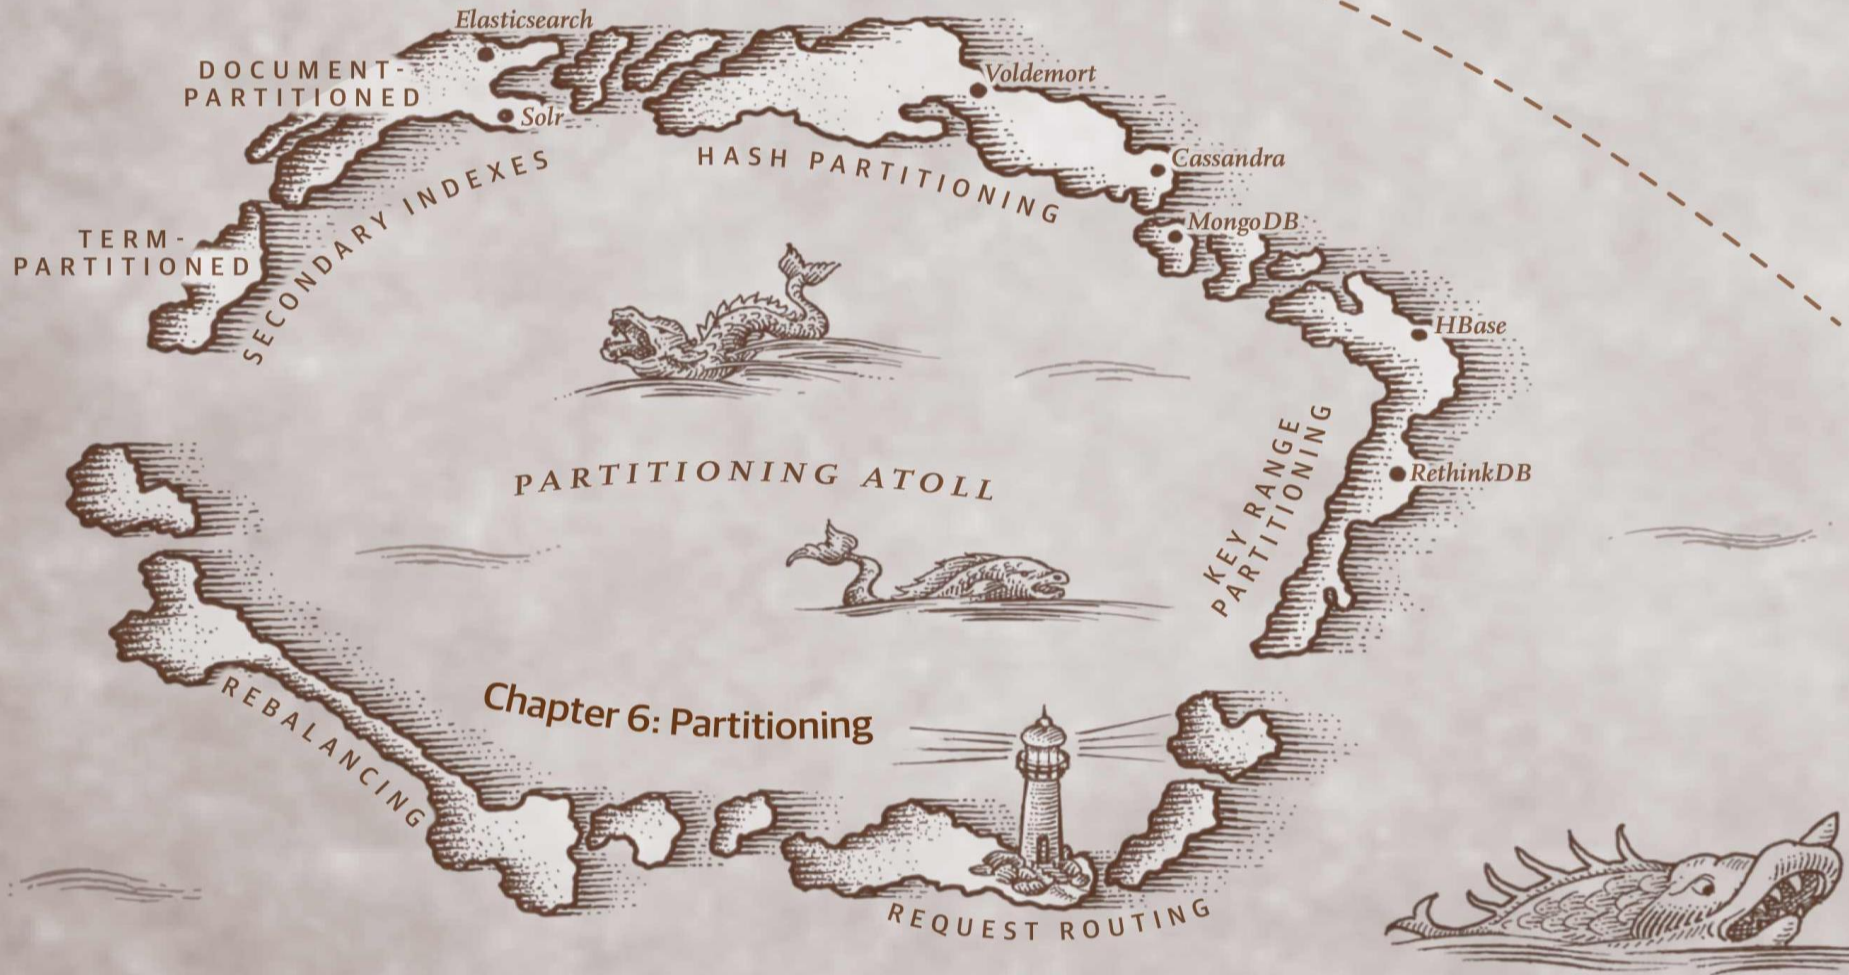 Elasticsearch
DOCUMENT-
PARTITIONED
Solr
Voldemort
SECONDARY INDEXES
HASH PARTITIONING
Cassandra
MongoDB
TERM-
PARTITIONED
HBase
KEY RANGE
PARTITIONING
RethinkDB
PARTITIONING ATOLL
REBALANCING
Chapter 6: Partitioning
REQUEST ROUTING